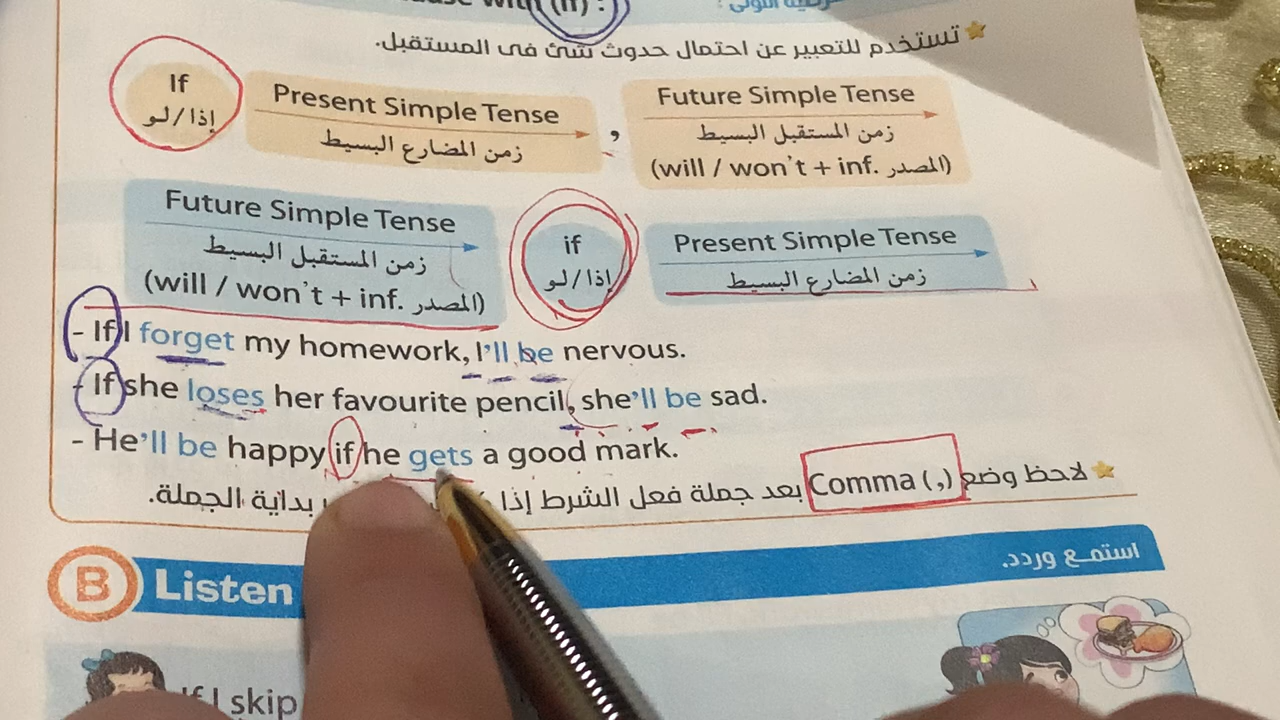 with (If) :
★ تستخدم للتعبير عن احتمال حدوث شئ فى المستقبل.
If
إذا/لو
Present Simple Tense
زمن المضارع البسيط
,
Future Simple Tense
زمن المستقبل البسيط
(will / won't + inf. المصدر)
Future Simple Tense
زمن المستقبل البسيط
(will / won't + inf. المصدر)
if
إذا/لو
Present Simple Tense
زمن المضارع البسيط
- If I forget my homework, I'll be nervous.
- If she loses her favourite pencil, she'll be sad.
- He'll be happy if he gets a good mark.
★ لاحظ وضع Comma (,) بعد جملة فعل الشرط إذا بداية الجملة.
B Listen
استمع وردد.
If I skip